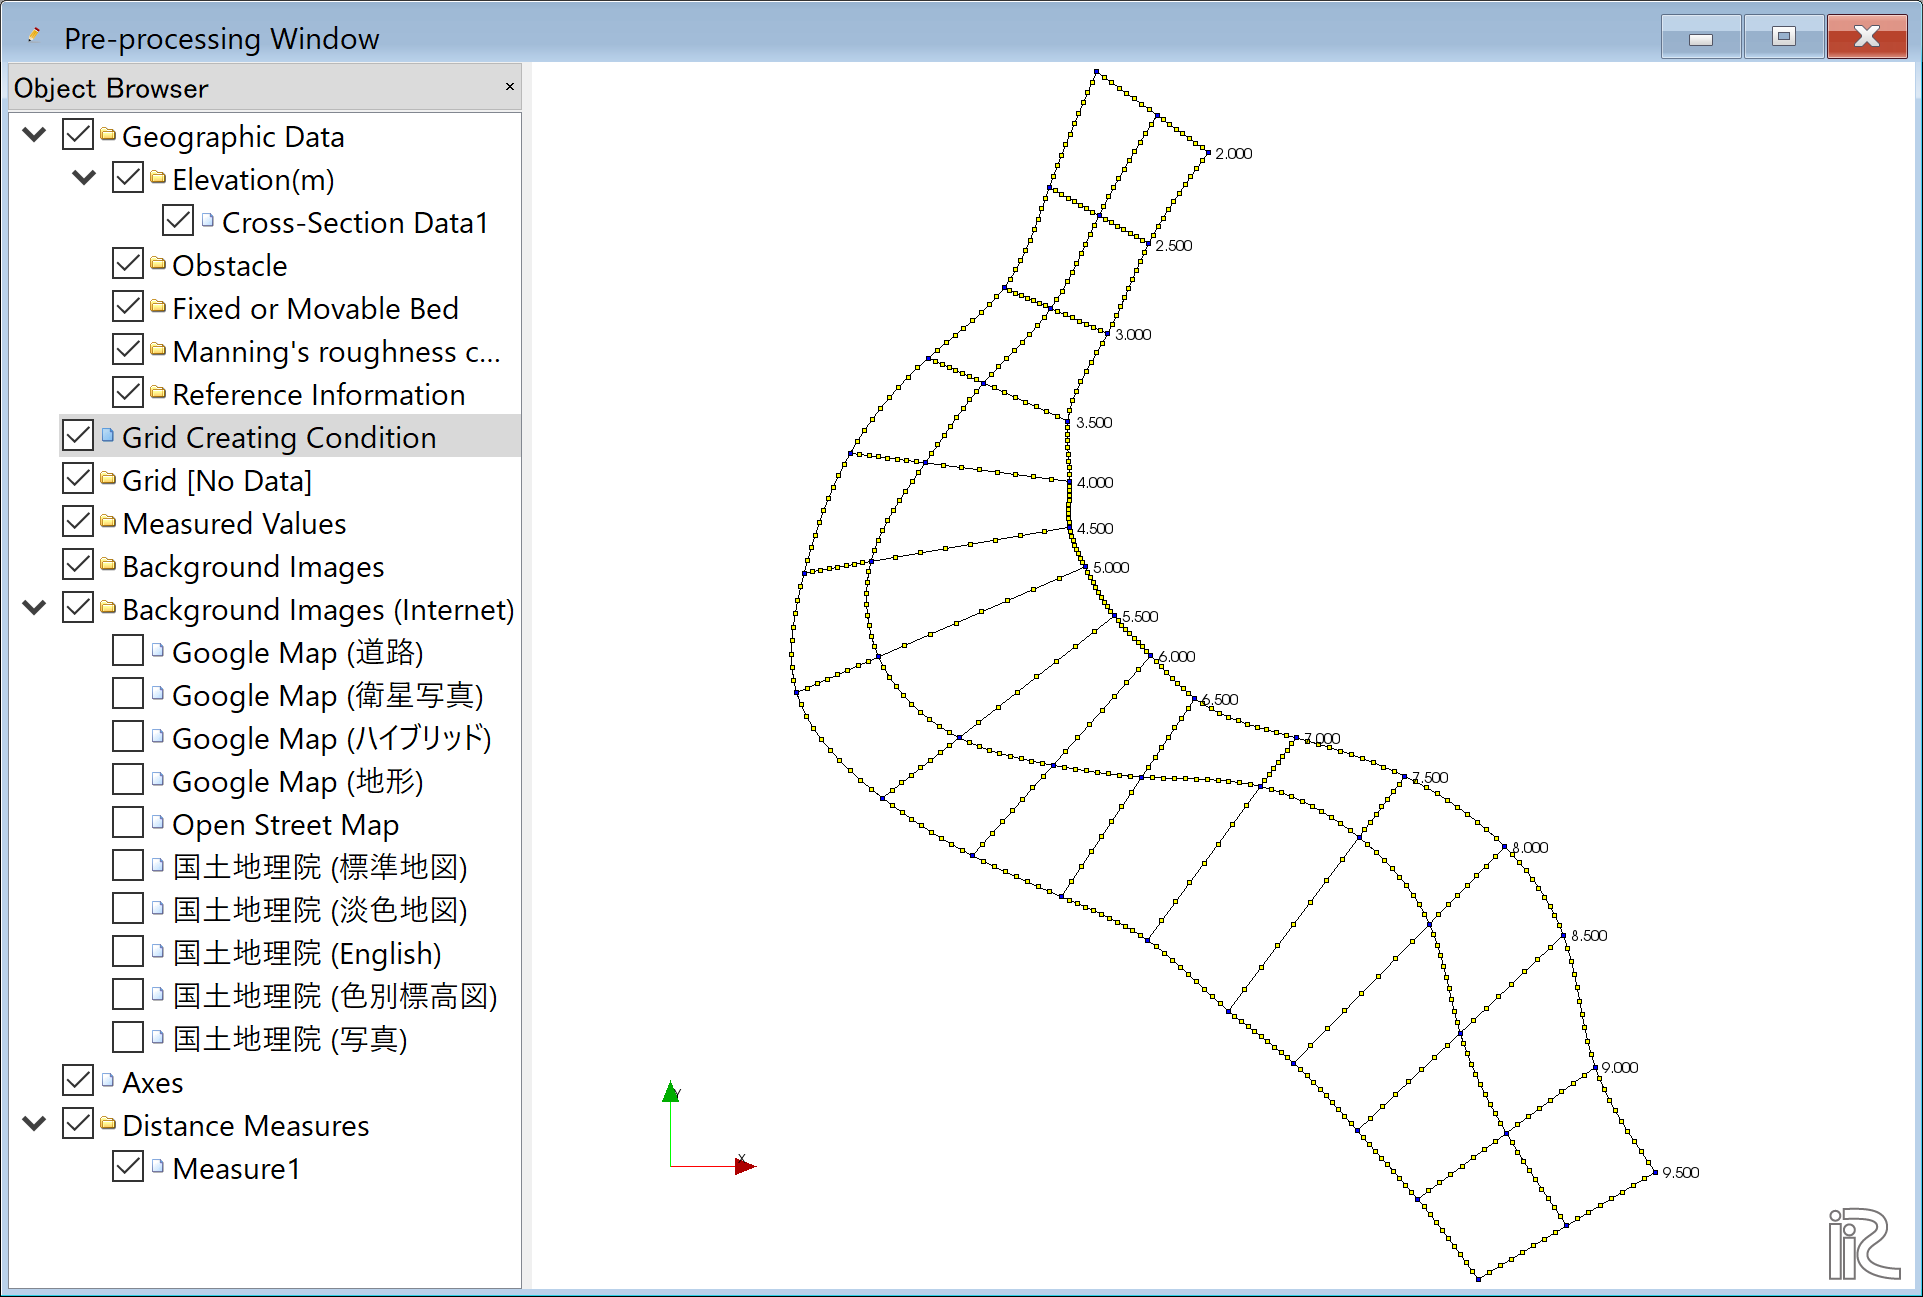 Pre-processing Window
Object Browser
Geographic Data
Elevation(m)
Cross-Section Data1
Obstacle
Fixed or Movable Bed
Manning's roughness c...
Reference Information
Grid Creating Condition
Grid [No Data]
Measured Values
Background Images
Background Images (Internet)
Google Map (道路)
Google Map (衛星写真)
Google Map (ハイブリッド)
Google Map (地形)
Open Street Map
国土地理院 (標準地図)
国土地理院 (淡色地図)
国土地理院 (English)
国土地理院 (色別標高図)
国土地理院 (写真)
Axes
Distance Measures
Measure1
2.000
2.500
3.000
3.500
4.000
4.500
5.000
5.500
6.000
6.500
7.000
7.500
8.000
8.500
9.000
9.500
Y
X
iRIC